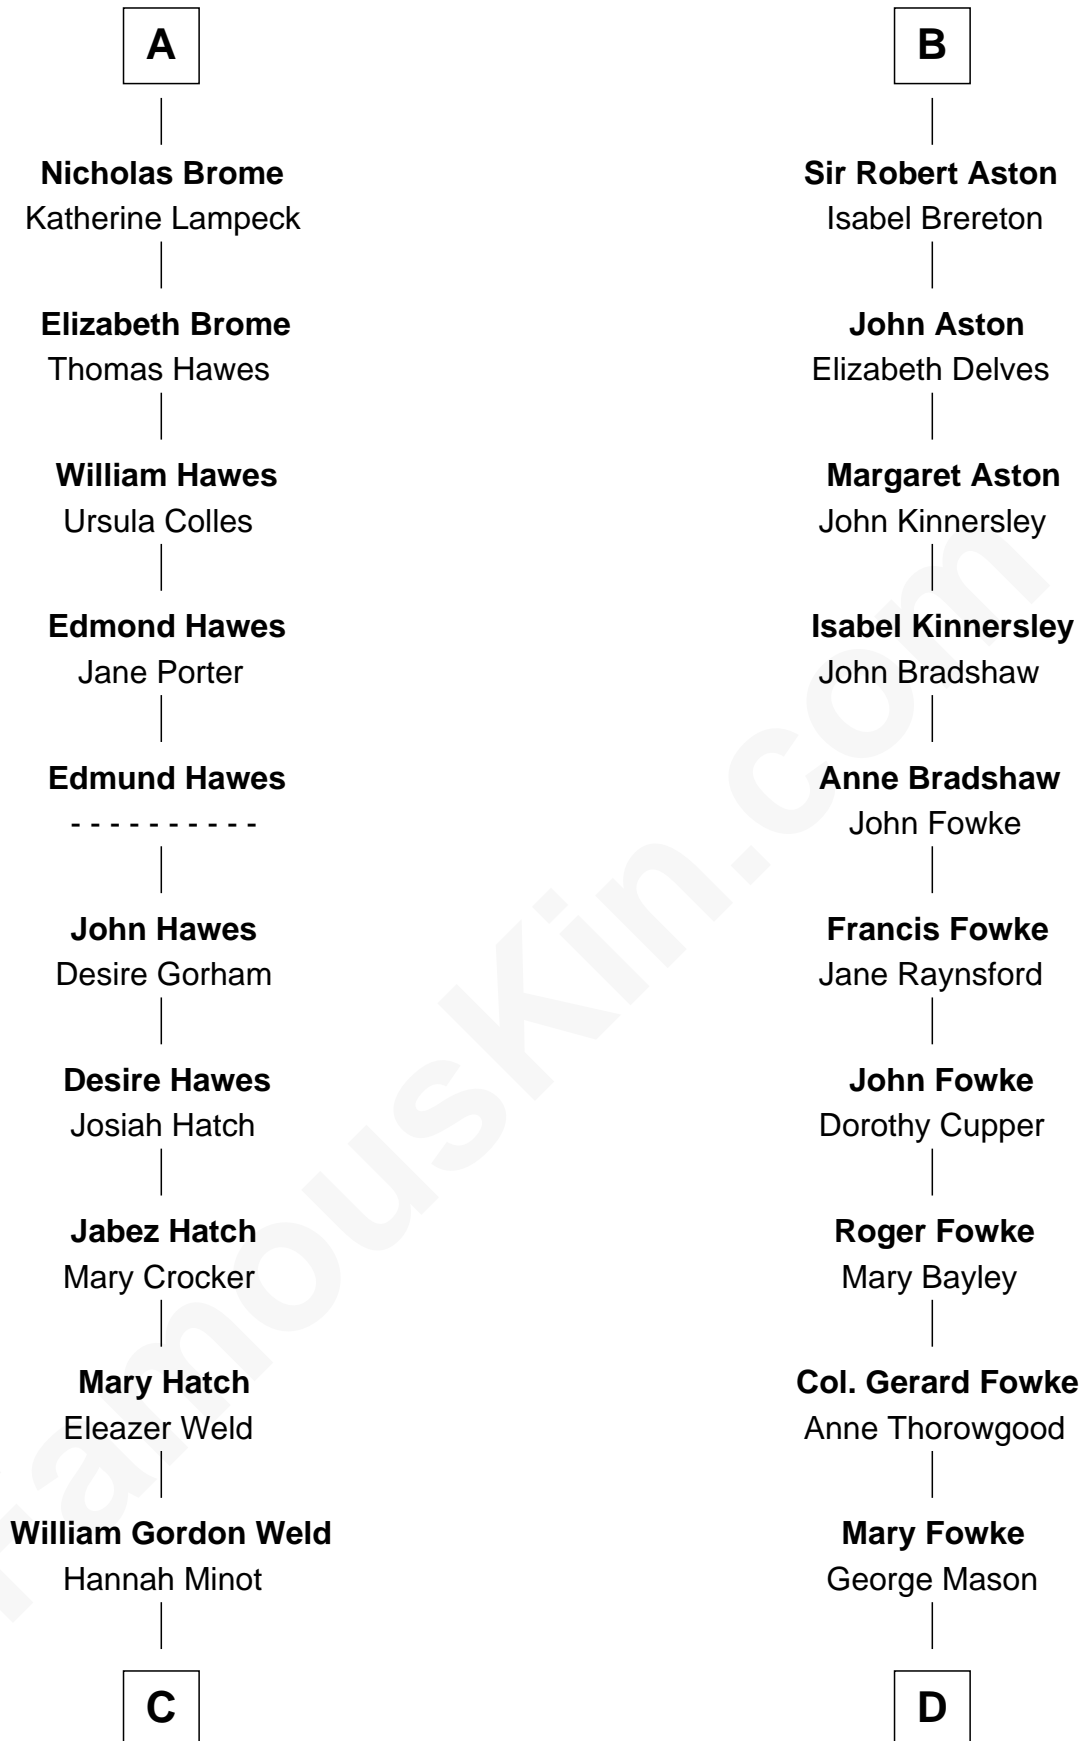 A
Nicholas Brome
Katherine Lampeck
Elizabeth Brome
Thomas Hawes
William Hawes
Ursula Colles
Edmond Hawes
Jane Porter
Edmund Hawes
- - - - - - - - - -
John Hawes
Desire Gorham
Desire Hawes
Josiah Hatch
Jabez Hatch
Mary Crocker
Mary Hatch
Eleazer Weld
William Gordon Weld
Hannah Minot
C
B
Sir Robert Aston
Isabel Brereton
John Aston
Elizabeth Delves
Margaret Aston
John Kinnersley
Isabel Kinnersley
John Bradshaw
Anne Bradshaw
John Fowke
Francis Fowke
Jane Raynsford
John Fowke
Dorothy Cupper
Roger Fowke
Mary Bayley
Col. Gerard Fowke
Anne Thorowgood
Mary Fowke
George Mason
D
FamousKin.com